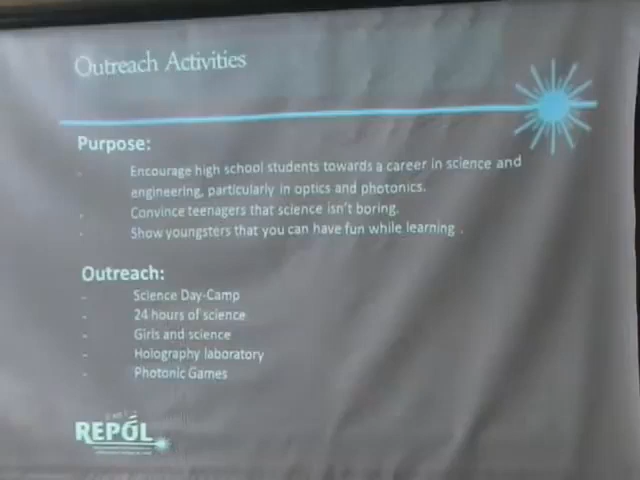 Outreach Activities
Purpose:
- Encourage high school students towards a career in science and
engineering, particularly in optics and photonics.
- Convince teenagers that science isn't boring.
- Show youngsters that you can have fun while learning .
Outreach:
- Science Day-Camp
- 24 hours of science
- Girls and science
- Holography laboratory
- Photonic Games
REPÓL